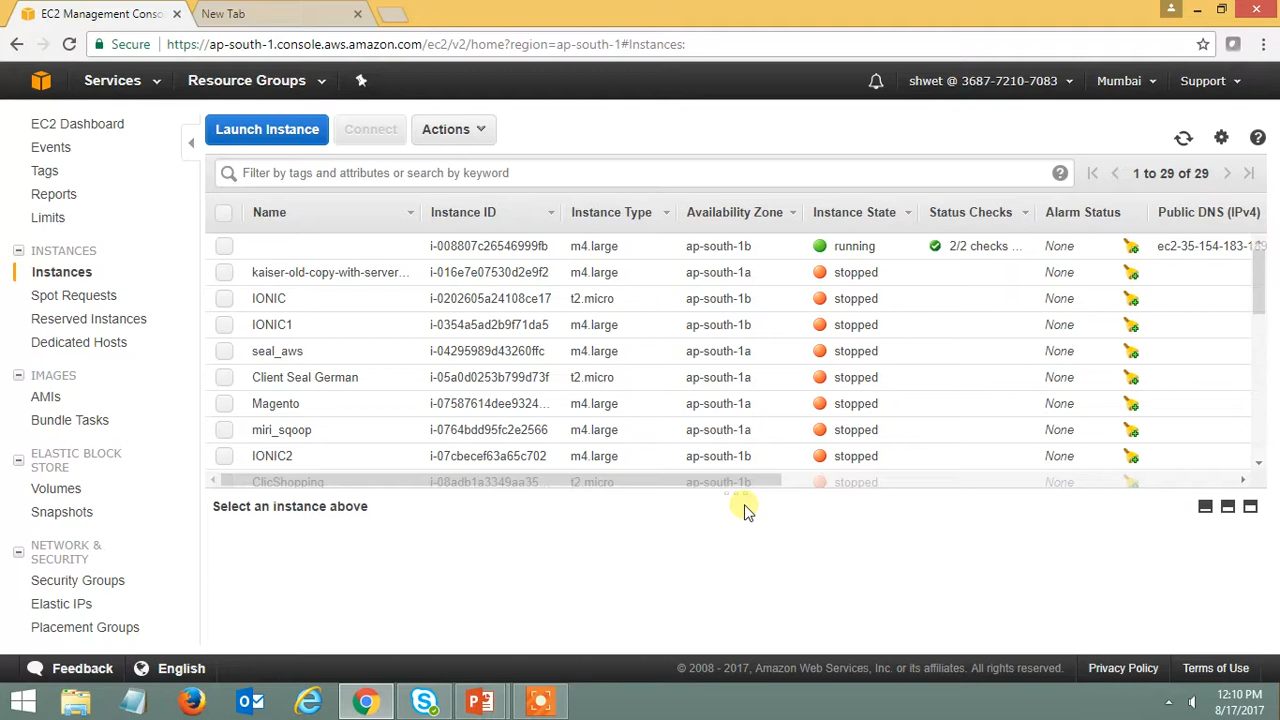 EC2 Management Conso
New Tab
Secure https://ap-south-1.console.aws.amazon.com/ec2/v2/home?region=ap-south-1#Instances:
Services Resource Groups shwet @ 3687-7210-7083 Mumbai Support
EC2 Dashboard
Events
Tags
Reports
Limits
INSTANCES
Instances
Spot Requests
Reserved Instances
Dedicated Hosts
IMAGES
AMIs
Bundle Tasks
ELASTIC BLOCK
STORE
Volumes
Snapshots
NETWORK &
SECURITY
Security Groups
Elastic IPs
Placement Groups
Launch Instance Connect Actions
Filter by tags and attributes or search by keyword 1 to 29 of 29
Name Instance ID Instance Type Availability Zone Instance State Status Checks Alarm Status Public DNS (IPv4)
i-008807c26546999fb m4.large ap-south-1b running 2/2 checks ... None ec2-35-154-183-1
kaiser-old-copy-with-server... i-016e7e07530d2e9f2 m4.large ap-south-1a stopped None
IONIC i-0202605a24108ce17 t2.micro ap-south-1b stopped None
IONIC1 i-0354a5ad2b9f71da5 m4.large ap-south-1b stopped None
seal_aws i-04295989d43260ffc m4.large ap-south-1a stopped None
Client Seal German i-05a0d0253b799d73f t2.micro ap-south-1a stopped None
Magento i-07587614dee9324... m4.large ap-south-1a stopped None
miri_sqoop i-0764bdd95fc2e2566 m4.large ap-south-1a stopped None
IONIC2 i-07cbecef63a65c702 m4.large ap-south-1b stopped None
ClicShopping i-08adb1a3349aa35... t2.micro ap-south-1b stopped None
Select an instance above
Feedback English © 2008 - 2017, Amazon Web Services, Inc. or its affiliates. All rights reserved. Privacy Policy Terms of Use
12:10 PM
8/17/2017